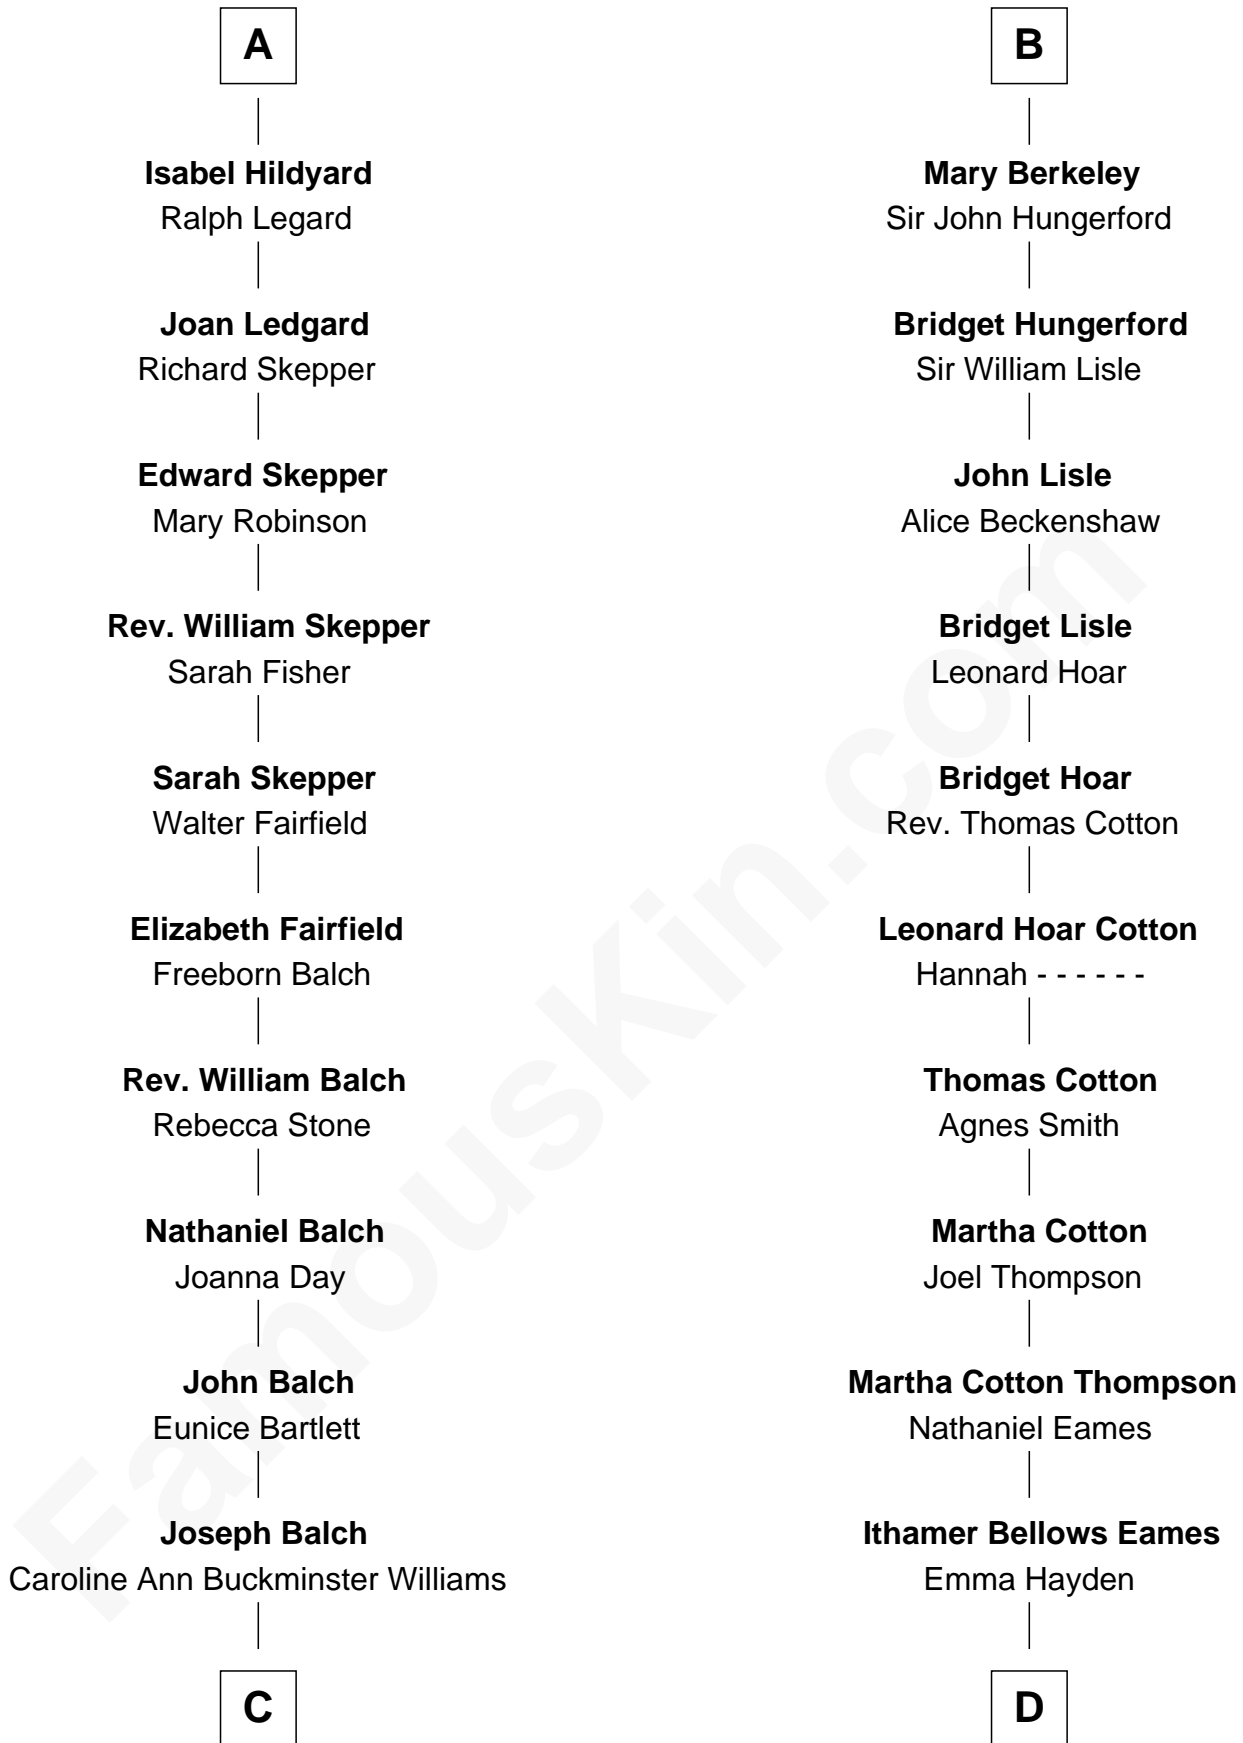 A
Isabel Hildyard
Ralph Legard
Joan Ledgard
Richard Skepper
Edward Skepper
Mary Robinson
Rev. William Skepper
Sarah Fisher
Sarah Skepper
Walter Fairfield
Elizabeth Fairfield
Freeborn Balch
Rev. William Balch
Rebecca Stone
Nathaniel Balch
Joanna Day
John Balch
Eunice Bartlett
Joseph Balch
Caroline Ann Buckminster Williams
C
B
Mary Berkeley
Sir John Hungerford
Bridget Hungerford
Sir William Lisle
John Lisle
Alice Beckenshaw
Bridget Lisle
Leonard Hoar
Bridget Hoar
Rev. Thomas Cotton
Leonard Hoar Cotton
Hannah - - - - - -
Thomas Cotton
Agnes Smith
Martha Cotton
Joel Thompson
Martha Cotton Thompson
Nathaniel Eames
Ithamer Bellows Eames
Emma Hayden
D
FamousKin.com